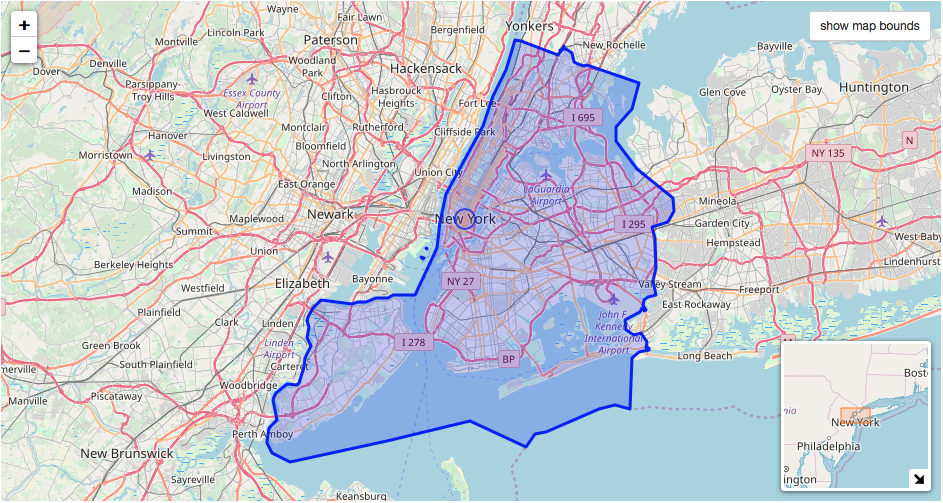 +
−
show map bounds
Wayne
Fair Lawn
Bergenfield
Yonkers
Lincoln Park
Montville
Paterson
New Rochelle
Bayville
Denville
Dover
Woodland
Park
Hackensack
Glen Cove
Oyster Bay
Huntington
Parsippany-
Troy Hills
Essex County
Airport
Clifton
Hasbrouck
Heights
Fort Lee
West Caldwell
I 695
Hanover
Montclair
Rutherford
Cliffside Park
N
Bloomfield
NY 135
Morristown
Livingston
North Arlington
Union City
East Orange
LaGuardia
Airport
Madison
Mineola
Maplewood
Newark
New York
Summit
I 295
Garden City
West Baby
Hempstead
Union
Berkeley Heights
Lindenhurst
Elizabeth
Bayonne
NY 27
Valley Stream
Freeport
Westfield
East Rockaway
Plainfield
John F.
Kennedy
International
Airport
Clark
Linden
Linden
Airport
I 278
Green Brook
BP
Long Beach
South Plainfield
Carteret
merville
Woodbridge
Piscataway
Perth Amboy
New Brunswick
Sayreville
Keansburg
Bost
nia
New York
Philadelphia
ington